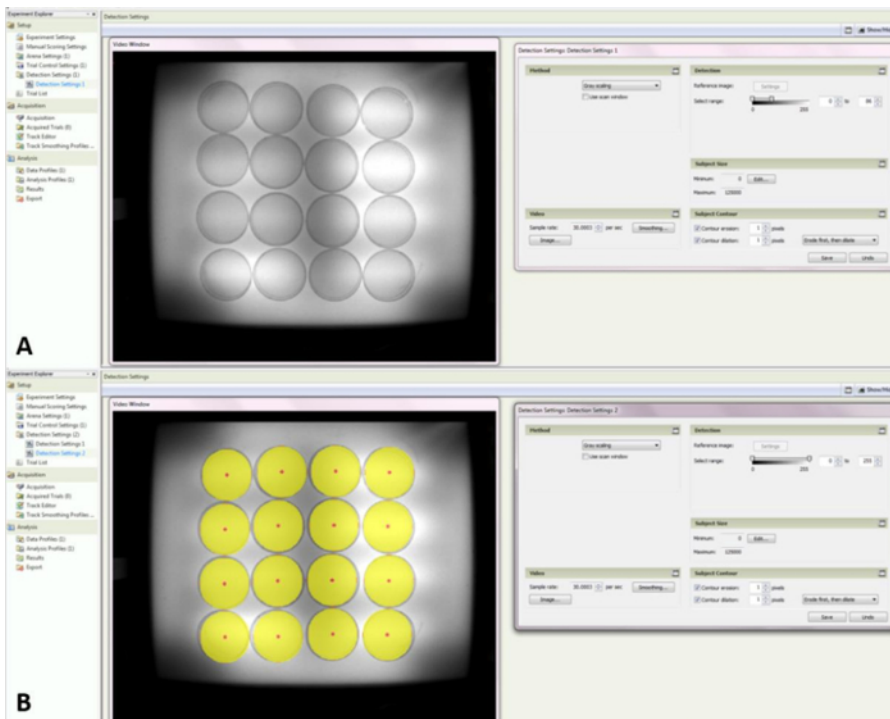 Experiment Explorer
Detection Settings
Setup
Experiment Settings
Manual Scoring Settings
Arena Settings (1)
Trial Control Settings (1)
Detection Settings (1)
Detection Settings 1
Trial List
Acquisition
Acquisition
Acquired Trials (0)
Track Editor
Track Smoothing Profiles ...
Analysis
Data Profiles (1)
Analysis Profiles (1)
Results
Export
Video Window
Show/Hide
Detection Settings: Detection Settings 1
Method
Gray scaling
Use scan window
Detection
Reference image:
Settings
Select range:
0 to
0 255
Subject Size
Minimum: 0 Edit...
Maximum: 125000
Video
Sample rate: 30.0003 per sec Smoothing...
Image...
Subject Contour
Contour erosion: 1 pixels
Contour dilation: 1 pixels Erode first, then dilate
Save Undo
A
Experiment Explorer
Detection Settings
Setup
Experiment Settings
Manual Scoring Settings
Arena Settings (1)
Trial Control Settings (1)
Detection Settings (2)
Detection Settings 1
Detection Settings 2
Trial List
Acquisition
Acquisition
Acquired Trials (0)
Track Editor
Track Smoothing Profiles ...
Analysis
Data Profiles (1)
Analysis Profiles (1)
Results
Export
Video Window
Detection Settings: Detection Settings 2
Method
Gray scaling
Use scan window
Detection
Reference image:
Settings
Select range:
0 to 255
0 255
Subject Size
Minimum: 0 Edit...
Maximum: 125000
Video
Sample rate: 30.0003 per sec Smoothing...
Image...
Subject Contour
Contour erosion: 1 pixels
Contour dilation: 1 pixels Erode first, then dilate
Save Undo
B